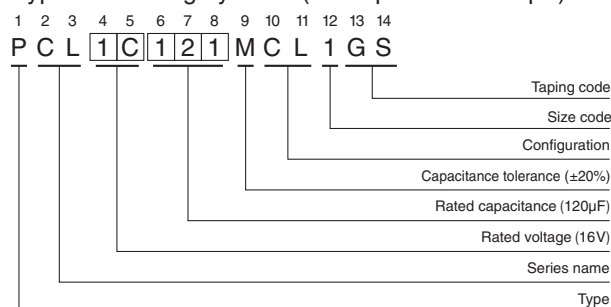 1 2 3 4 5 6 7 8 9 10 11 12 13 14
P C L 1 C 1 2 1 M C L 1 G S
Taping code
Size code
Configuration
Capacitance tolerance (±20%)
Rated capacitance (120µF)
Rated voltage (16V)
Series name
Type